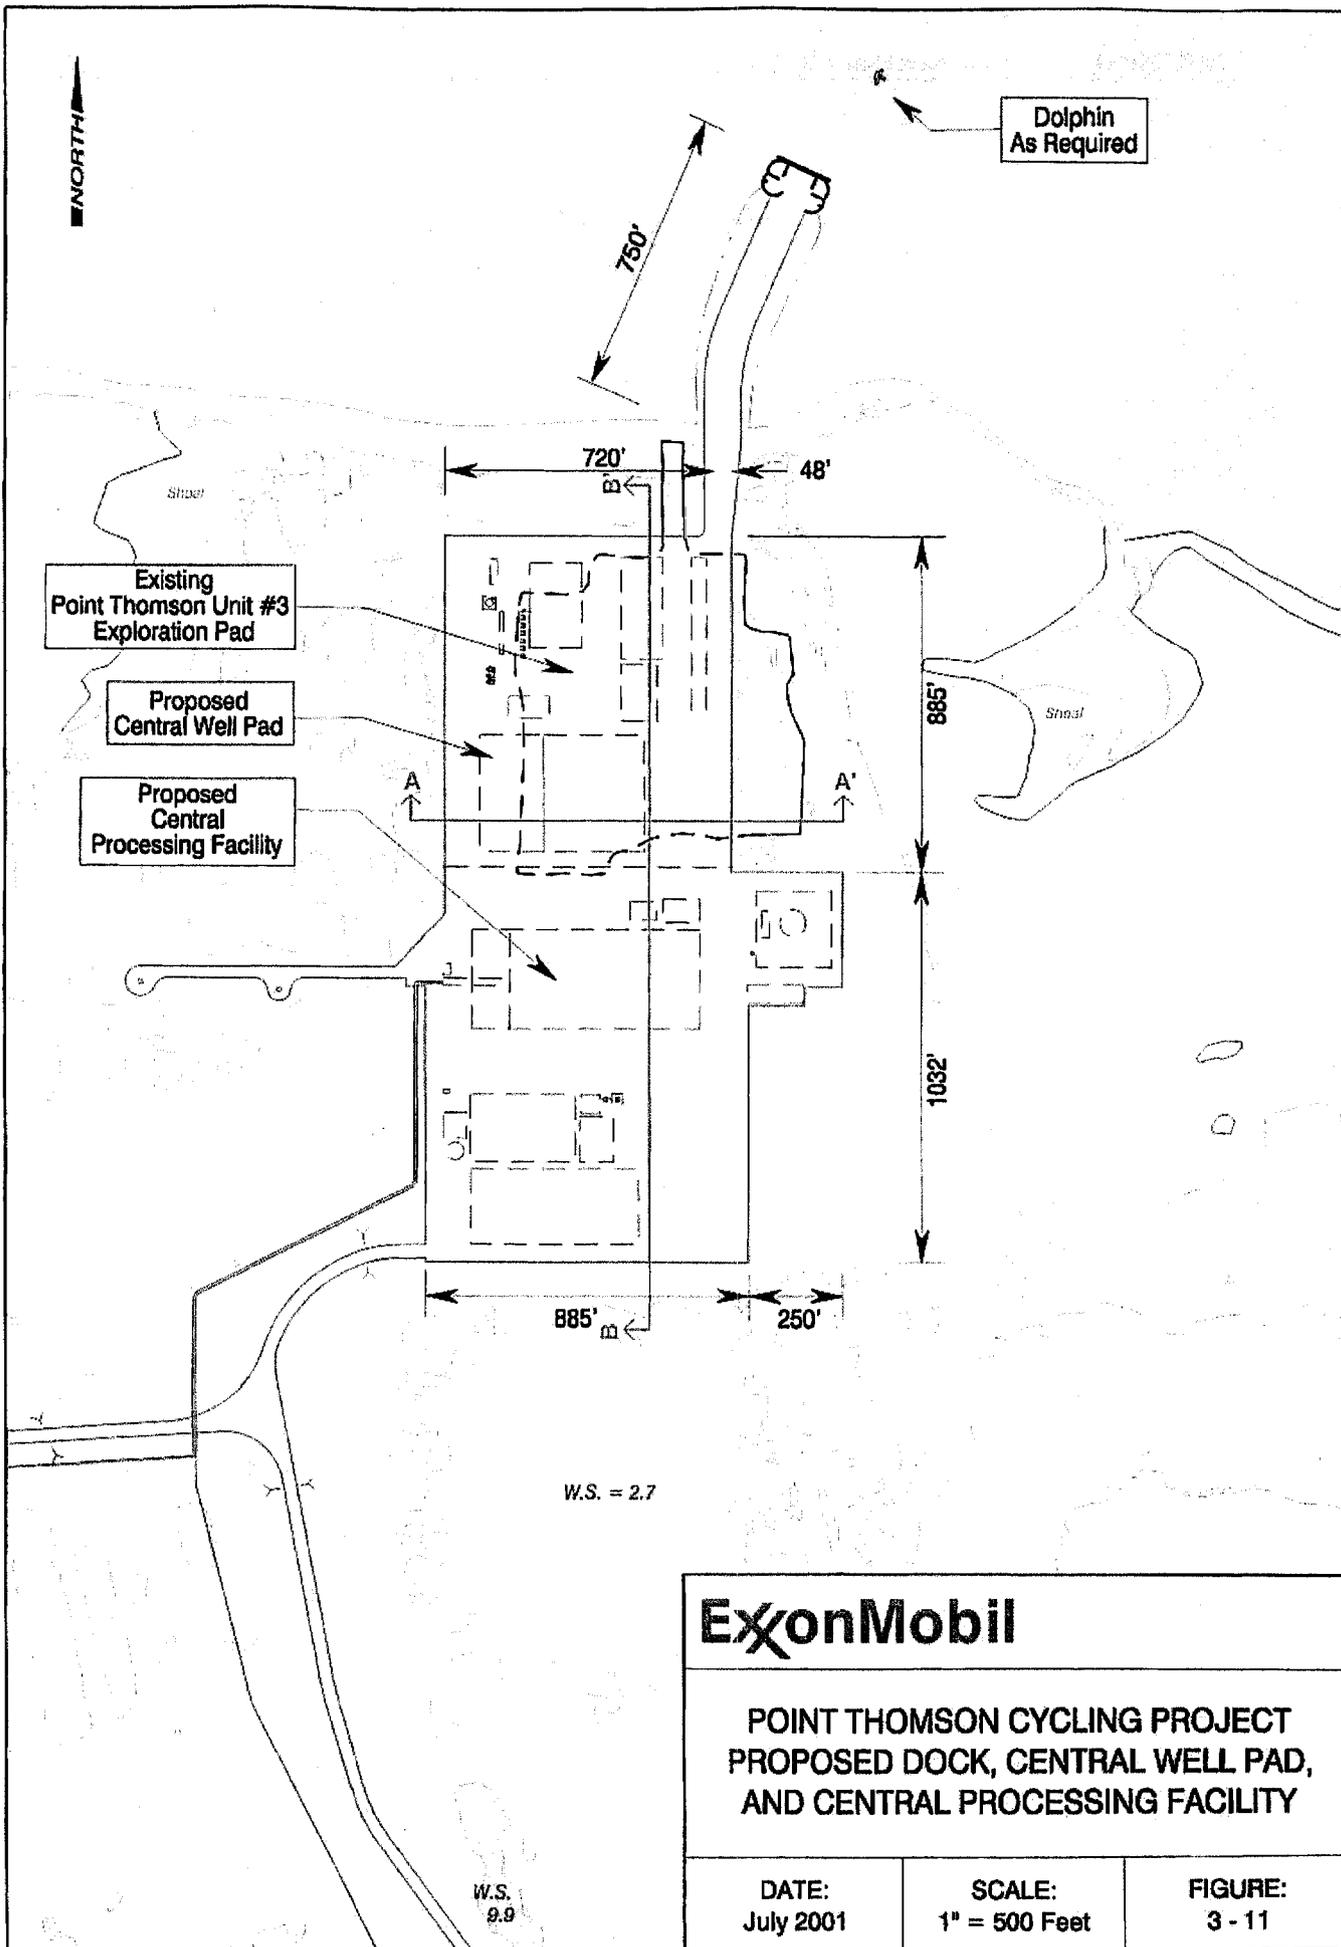 NORTH
Dolphin
As Required
750'
720'
48'
B'
Shoal
Existing
Point Thomson Unit #3
Exploration Pad
Proposed
Central Well Pad
885'
Shoal
A
A'
Proposed
Central
Processing Facility
1032'
885'
250'
B
W.S. = 2.7
ExxonMobil
POINT THOMSON CYCLING PROJECT
PROPOSED DOCK, CENTRAL WELL PAD,
AND CENTRAL PROCESSING FACILITY
W.S.
9.9
DATE:
July 2001
SCALE:
1" = 500 Feet
FIGURE:
3 - 11